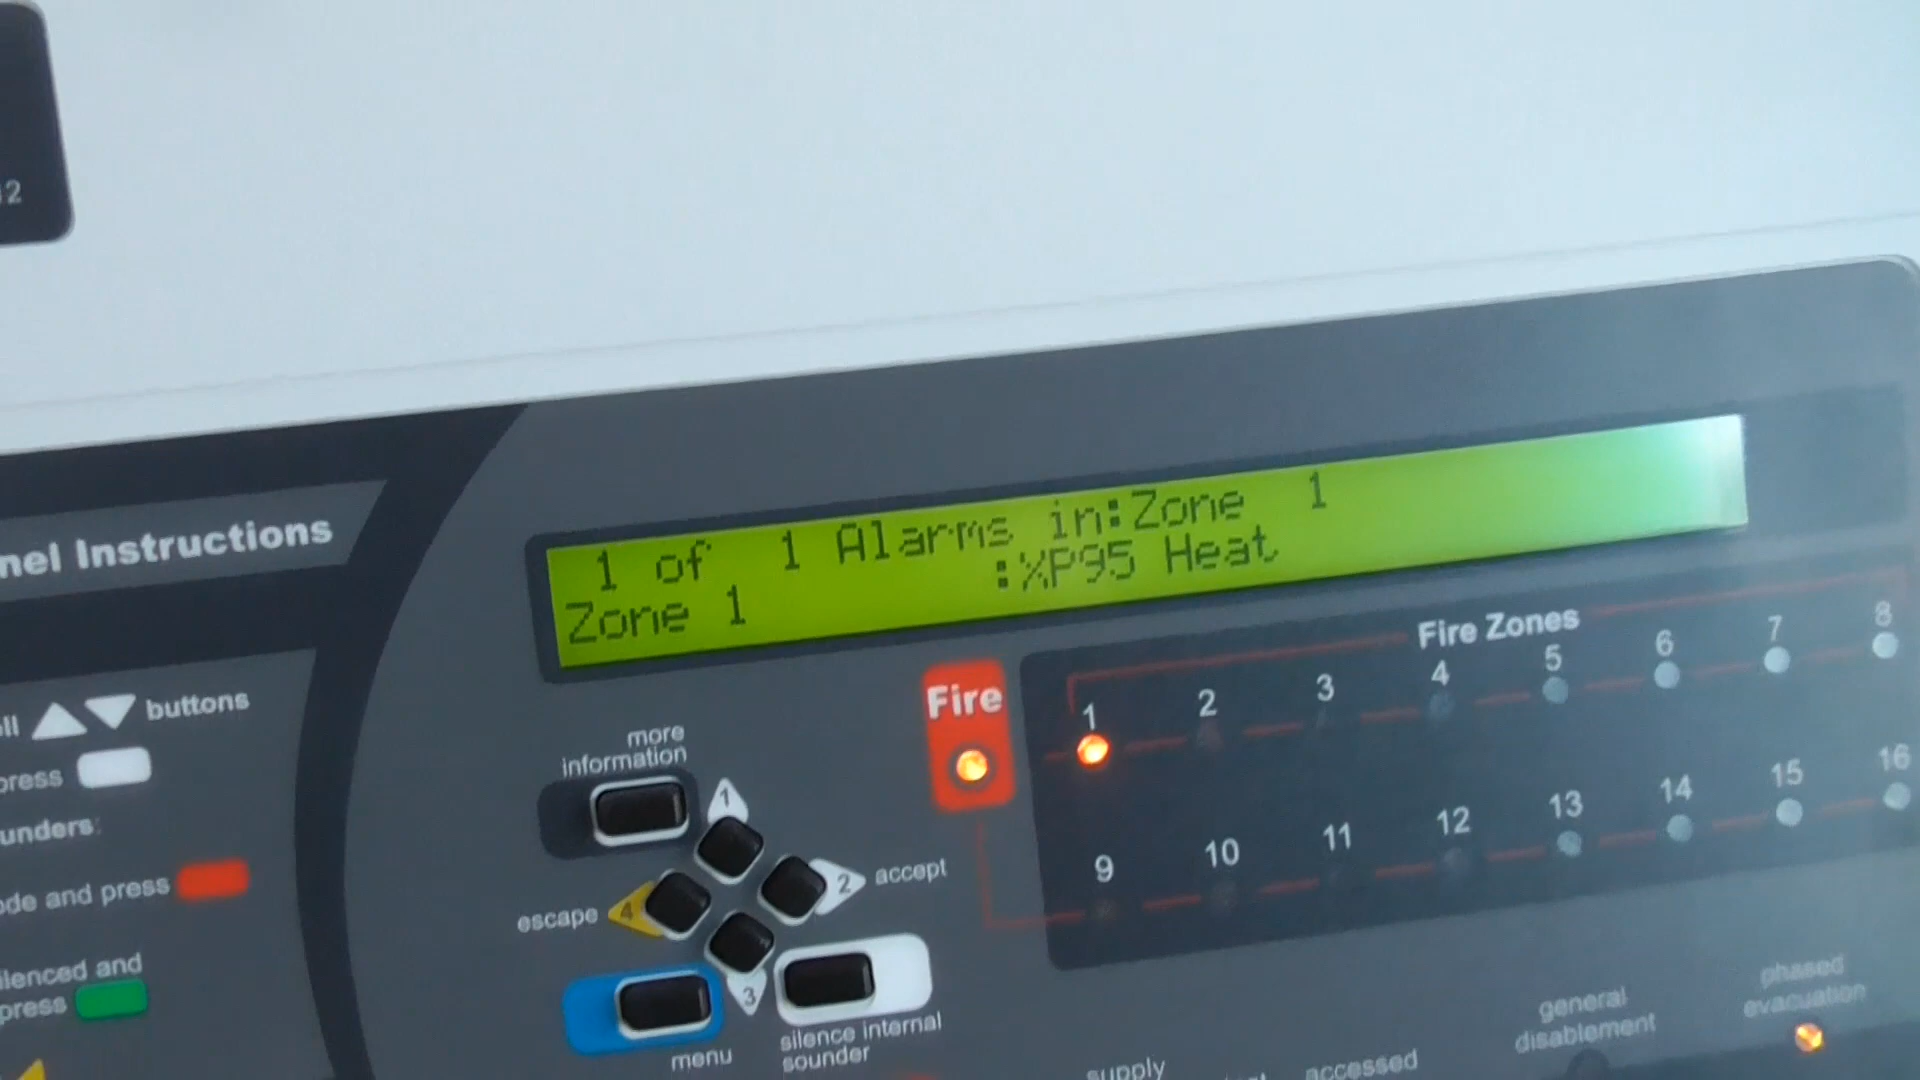 12
nel Instructions
1 of 1 Alarms in:Zone 1
Zone 1 :XP95 Heat
buttons
press
Fire Zones
1 2 3 4 5 6 7 8
Fire
9 10 11 12 13 14 15 16
more
information
1
2 accept
escape 4
3
menu
silence internal
sounder
unders:
ode and press
ilenced and
press
general
disablement
phased
evacuation
supply
accessed